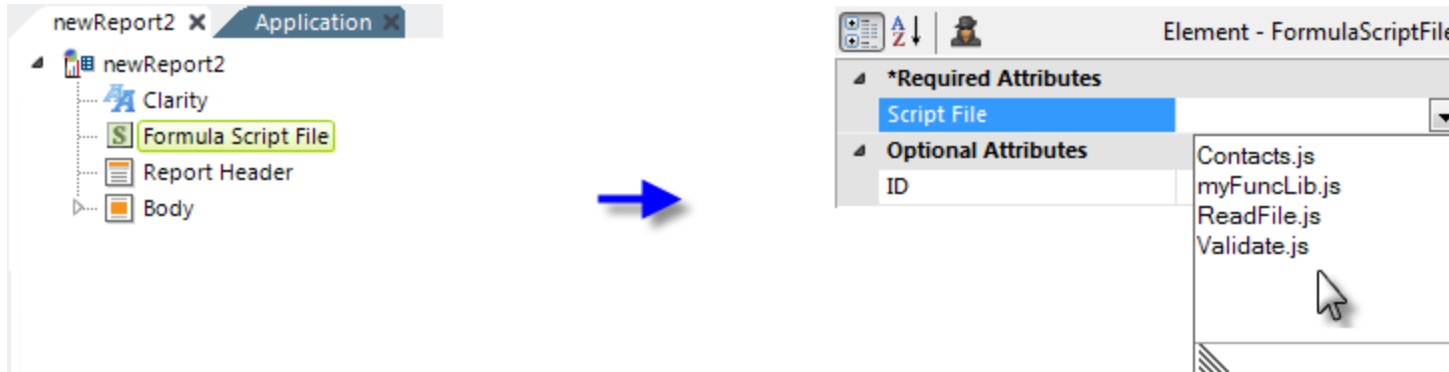 newReport2 Application
newReport2
Clarity
Formula Script File
Report Header
Body
A Z Element - FormulaScriptFile
*Required Attributes
Script File
Optional Attributes
ID
Contacts.js
myFuncLib.js
ReadFile.js
Validate.js